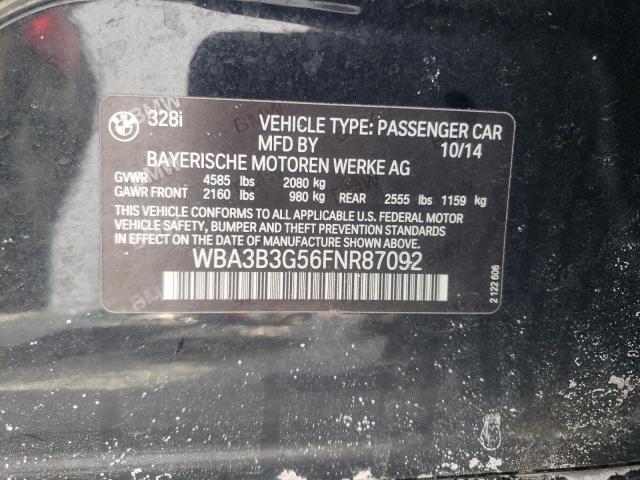 328i VEHICLE TYPE: PASSENGER CAR
MFD BY 10/14
BAYERISCHE MOTOREN WERKE AG
GVWR 4585 lbs 2080 kg
GAWR FRONT 2160 lbs 980 kg REAR 2555 lbs 1159 kg
THIS VEHICLE CONFORMS TO ALL APPLICABLE U.S. FEDERAL MOTOR
VEHICLE SAFETY, BUMPER AND THEFT PREVENTION STANDARDS
IN EFFECT ON THE DATE OF MANUFACTURE SHOWN ABOVE.
WBA3B3G56FNR87092
2 122 606